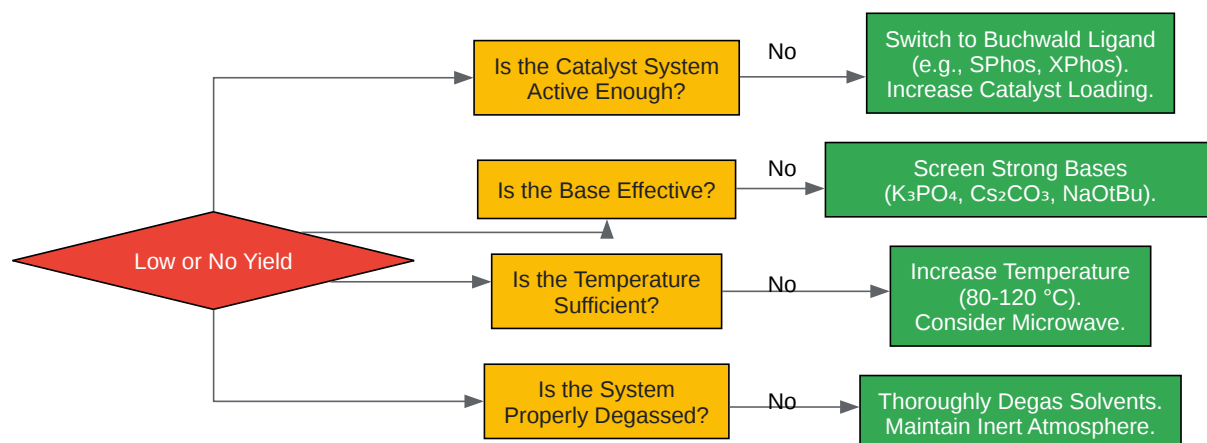 Is the Catalyst System
Active Enough?
No
Switch to Buchwald Ligand
(e.g., SPhos, XPhos).
Increase Catalyst Loading.
Is the Base Effective?
No
Screen Strong Bases
(K₃PO₄, Cs₂CO₃, NaOtBu).
Low or No Yield
Is the Temperature
Sufficient?
No
Increase Temperature
(80-120 °C).
Consider Microwave.
Is the System
Properly Degassed?
No
Thoroughly Degas Solvents.
Maintain Inert Atmosphere.